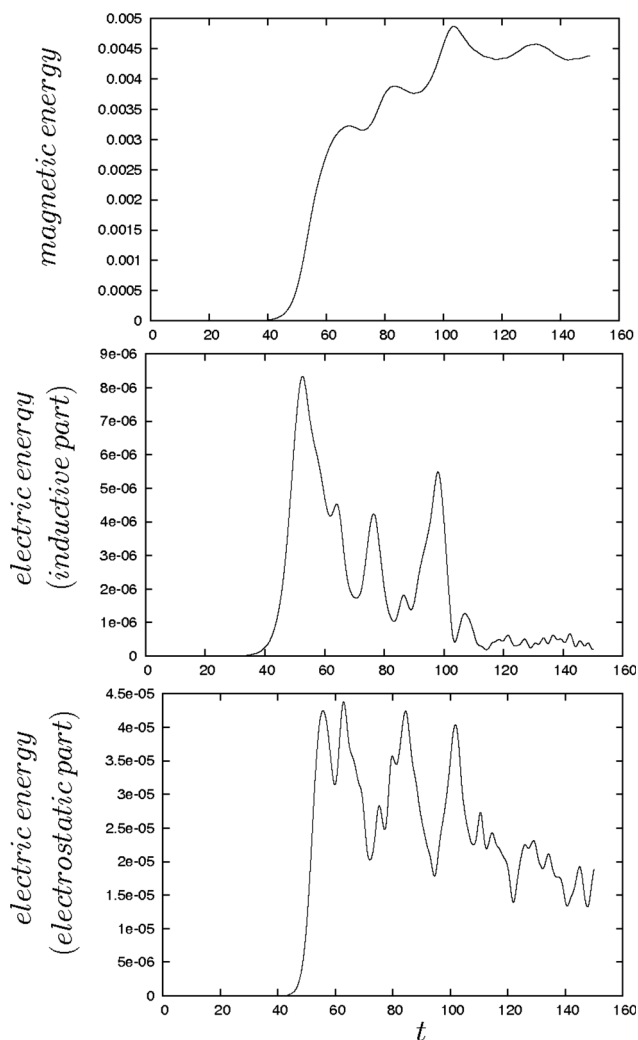 magnetic energy
0.005
0.0045
0.004
0.0035
0.003
0.0025
0.002
0.0015
0.001
0.0005
0
0 20 40 60 80 100 120 140 160
electric energy
(inductive part)
9e-06
8e-06
7e-06
6e-06
5e-06
4e-06
3e-06
2e-06
1e-06
0
0 20 40 60 80 100 120 140 160
electric energy
(electrostatic part)
4.5e-05
4e-05
3.5e-05
3e-05
2.5e-05
2e-05
1.5e-05
1e-05
5e-06
0
0 20 40 60 80 100 120 140 160
t